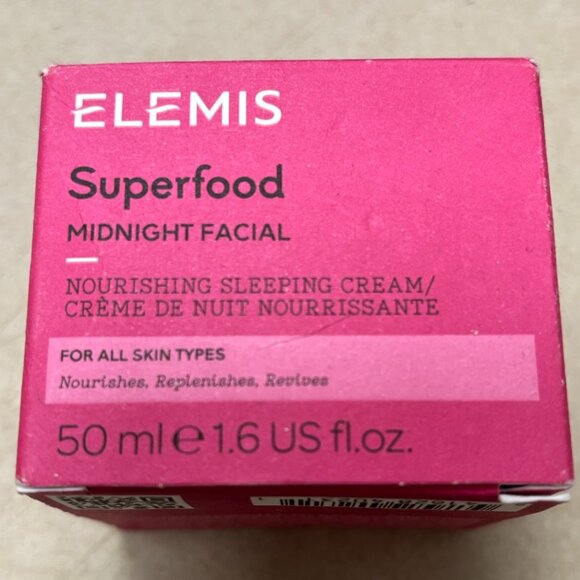 ELEMIS
Superfood
MIDNIGHT FACIAL
NOURISHING SLEEPING CREAM/
CRÈME DE NUIT NOURRISSANTE
FOR ALL SKIN TYPES
Nourishes, Replenishes, Revives
50 ml e 1.6 US fl.oz.